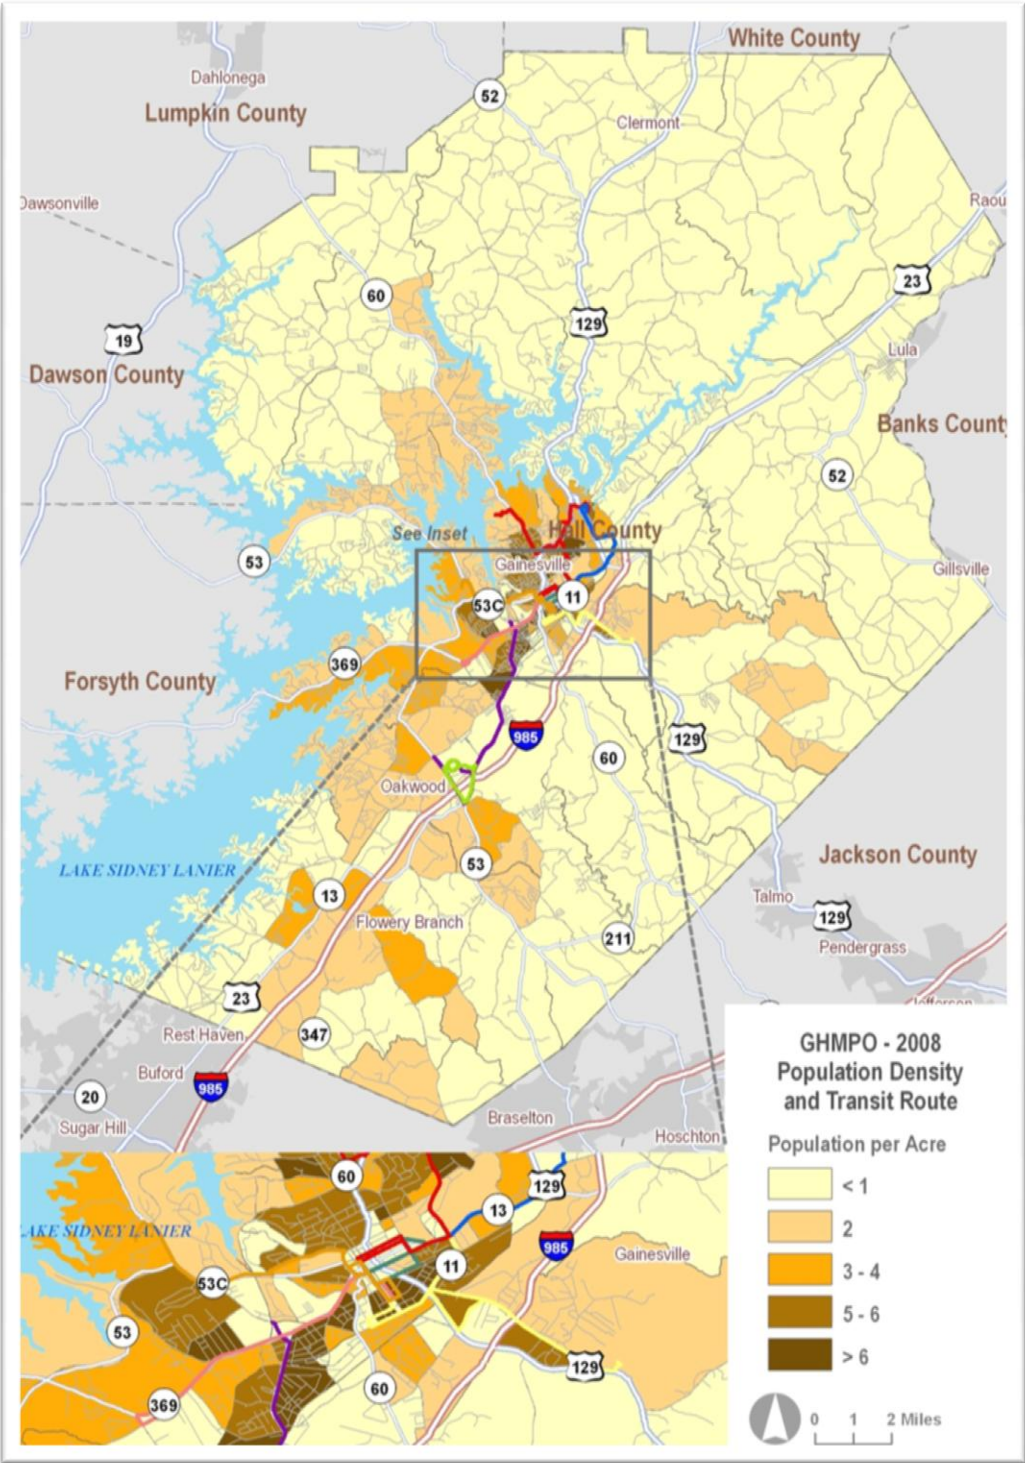 White County
Dahlonega
52
Lumpkin County
Clermont
Dawsonville
Raou
23
60
129
19
Lula
Dawson County
Banks County
52
See Inset
Hall County
53
Gainesville
Gillsville
53C
11
369
Forsyth County
985
129
60
Oakwood
53
Jackson County
LAKE SIDNEY LANIER
13
Talmo
129
Flowery Branch
211
Pendergrass
23
Jefferson
347
Rest Haven
Buford
985
20
Sugar Hill
Braselton
Hoschton
GHMPO - 2008
Population Density
and Transit Route
Population per Acre
< 1
2
3 - 4
5 - 6
> 6
0 1 2 Miles
60
129
13
LAKE SIDNEY LANIER
985
Gainesville
11
53C
53
129
60
369